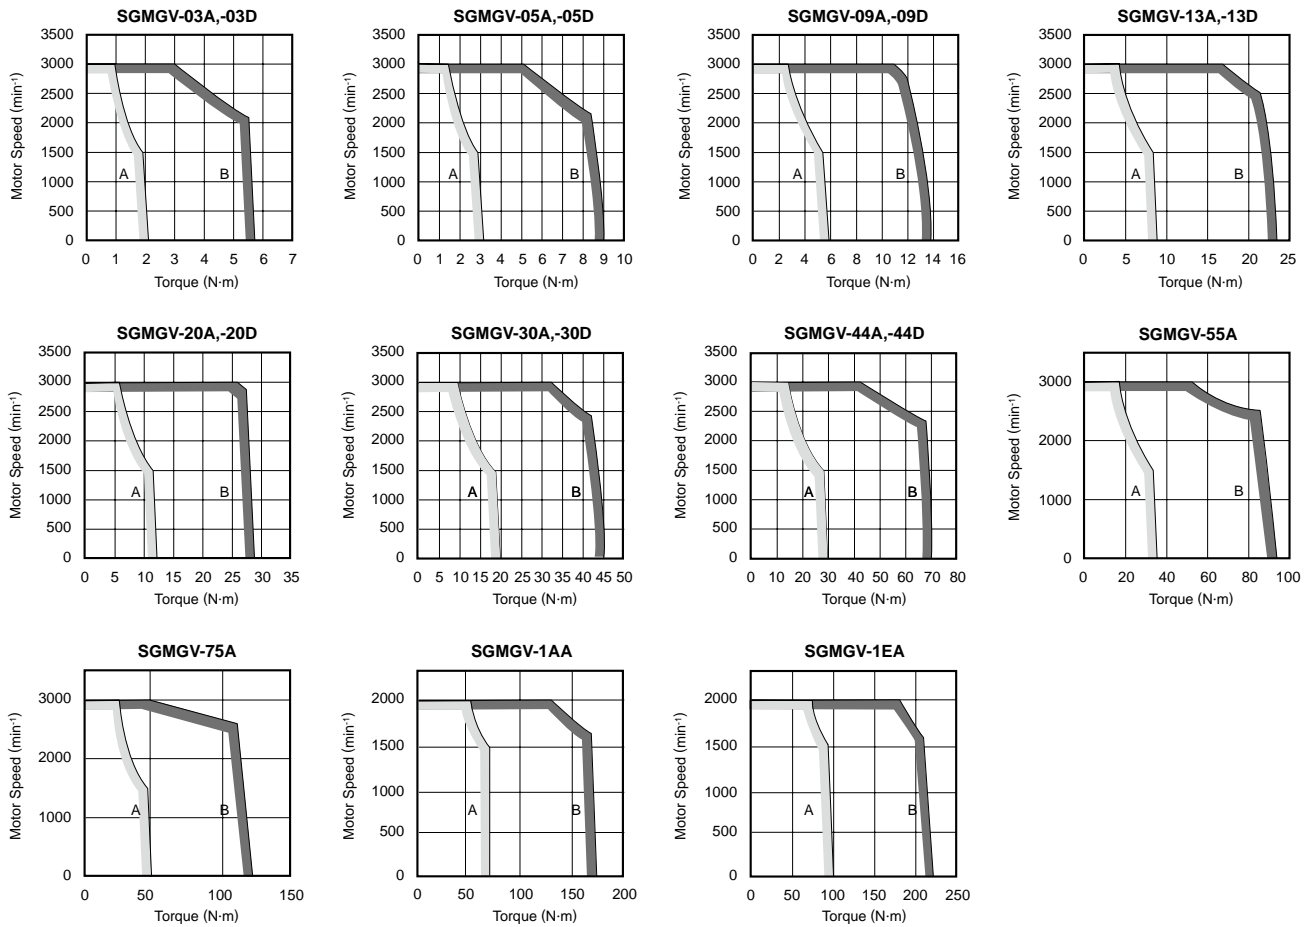 SGMGV-03A,-03D
3500
3000
2500
2000
1500
1000
500
0
Motor Speed (min-1)
A
B
0 1 2 3 4 5 6 7
Torque (N·m)
SGMGV-05A,-05D
3500
3000
2500
2000
1500
1000
500
0
Motor Speed (min-1)
A
B
0 1 2 3 4 5 6 7 8 9 10
Torque (N·m)
SGMGV-09A,-09D
3500
3000
2500
2000
1500
1000
500
0
Motor Speed (min-1)
A
B
0 2 4 6 8 10 12 14 16
Torque (N·m)
SGMGV-13A,-13D
3500
3000
2500
2000
1500
1000
500
0
Motor Speed (min-1)
A
B
0 5 10 15 20 25
Torque (N·m)
SGMGV-20A,-20D
3500
3000
2500
2000
1500
1000
500
0
Motor Speed (min-1)
A
B
0 5 10 15 20 25 30 35
Torque (N·m)
SGMGV-30A,-30D
3500
3000
2500
2000
1500
1000
500
0
Motor Speed (min-1)
A
B
0 5 10 15 20 25 30 35 40 45 50
Torque (N·m)
SGMGV-44A,-44D
3500
3000
2500
2000
1500
1000
500
0
Motor Speed (min-1)
A
B
0 10 20 30 40 50 60 70 80
Torque (N·m)
SGMGV-55A
3000
2000
1000
0
Motor Speed (min-1)
A
B
0 20 40 60 80 100
Torque (N·m)
SGMGV-75A
3000
2000
1000
0
Motor Speed (min-1)
A
B
0 50 100 150
Torque (N·m)
SGMGV-1AA
2000
1500
1000
500
0
Motor Speed (min-1)
A
B
0 50 100 150 200
Torque (N·m)
SGMGV-1EA
2000
1500
1000
500
0
Motor Speed (min-1)
A
B
0 50 100 150 200 250
Torque (N·m)